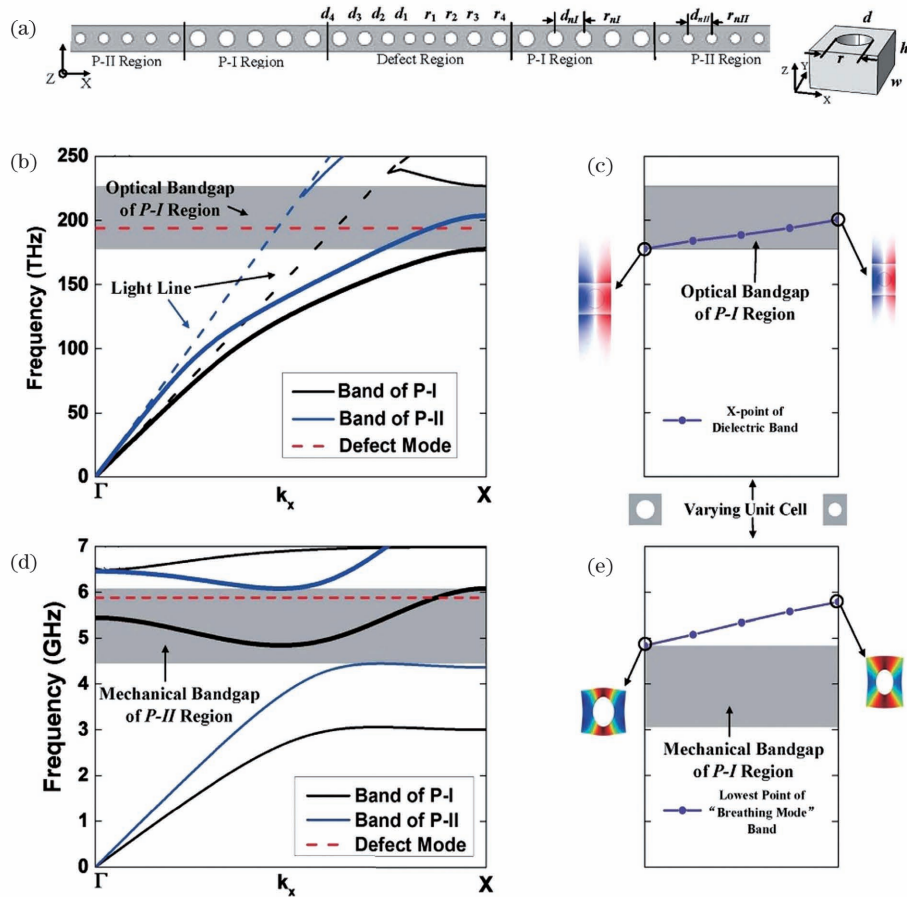 (a)
d4 d3 d2 d1 r1 r2 r3 r4 dnI rnI dnII rnII
P-II Region P-I Region Defect Region P-I Region P-II Region
Z X
d
h
w
r
Z Y X
(b)
Frequency (THz)
250
200
150
100
50
0
Optical Bandgap
of P-I Region
Light Line
Band of P-I
Band of P-II
Defect Mode
Γ kx X
(c)
Optical Bandgap
of P-I Region
X-point of
Dielectric Band
Varying Unit Cell
(d)
Frequency (GHz)
7
6
5
4
3
2
1
0
Mechanical Bandgap
of P-II Region
Band of P-I
Band of P-II
Defect Mode
Γ kx X
(e)
Mechanical Bandgap
of P-I Region
Lowest Point of
“Breathing Mode”
Band